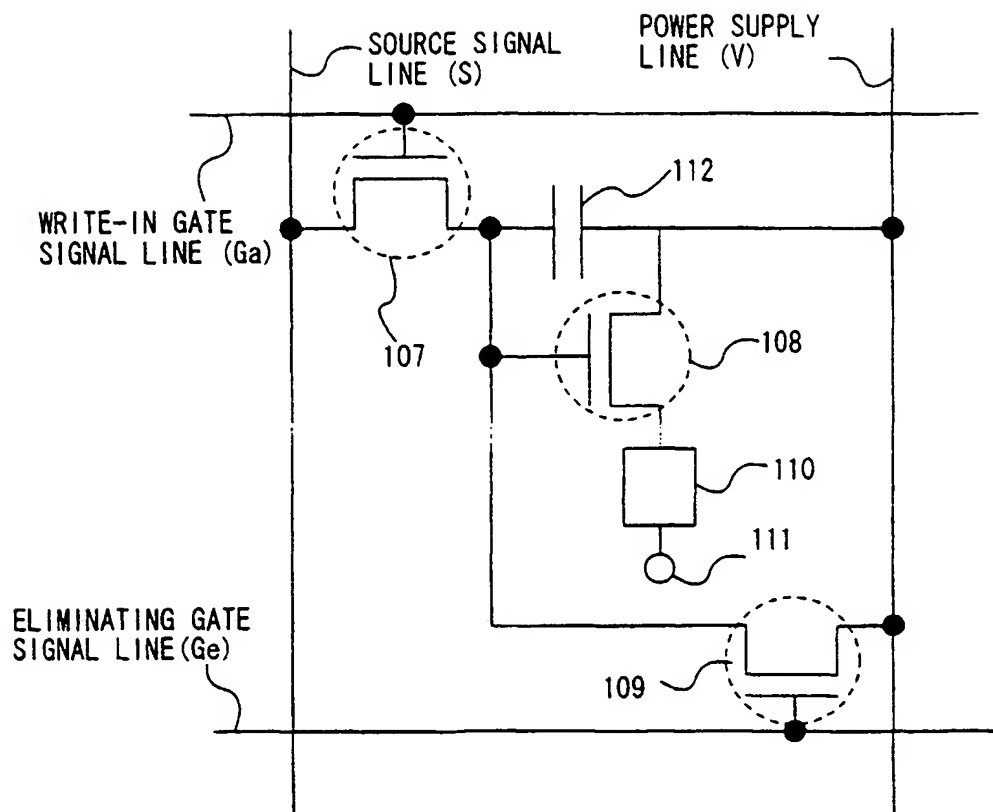 SOURCE SIGNAL
LINE (S)
POWER SUPPLY
LINE (V)
112
WRITE-IN GATE
SIGNAL LINE (Ga)
107
108
110
111
ELIMINATING GATE
SIGNAL LINE(Ge)
109